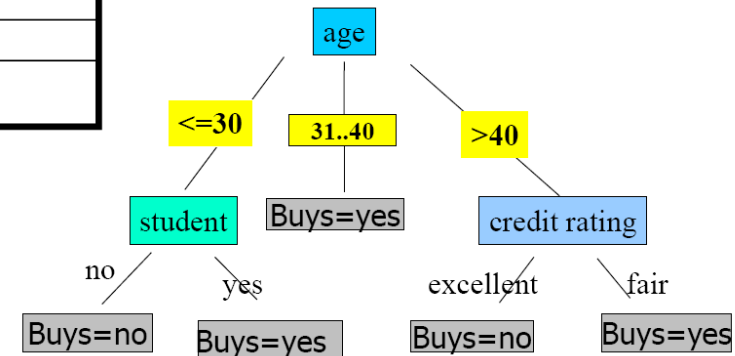 age
<=30
31..40
>40
student
Buys=yes
credit rating
no
yes
excellent
fair
Buys=no
Buys=yes
Buys=no
Buys=yes